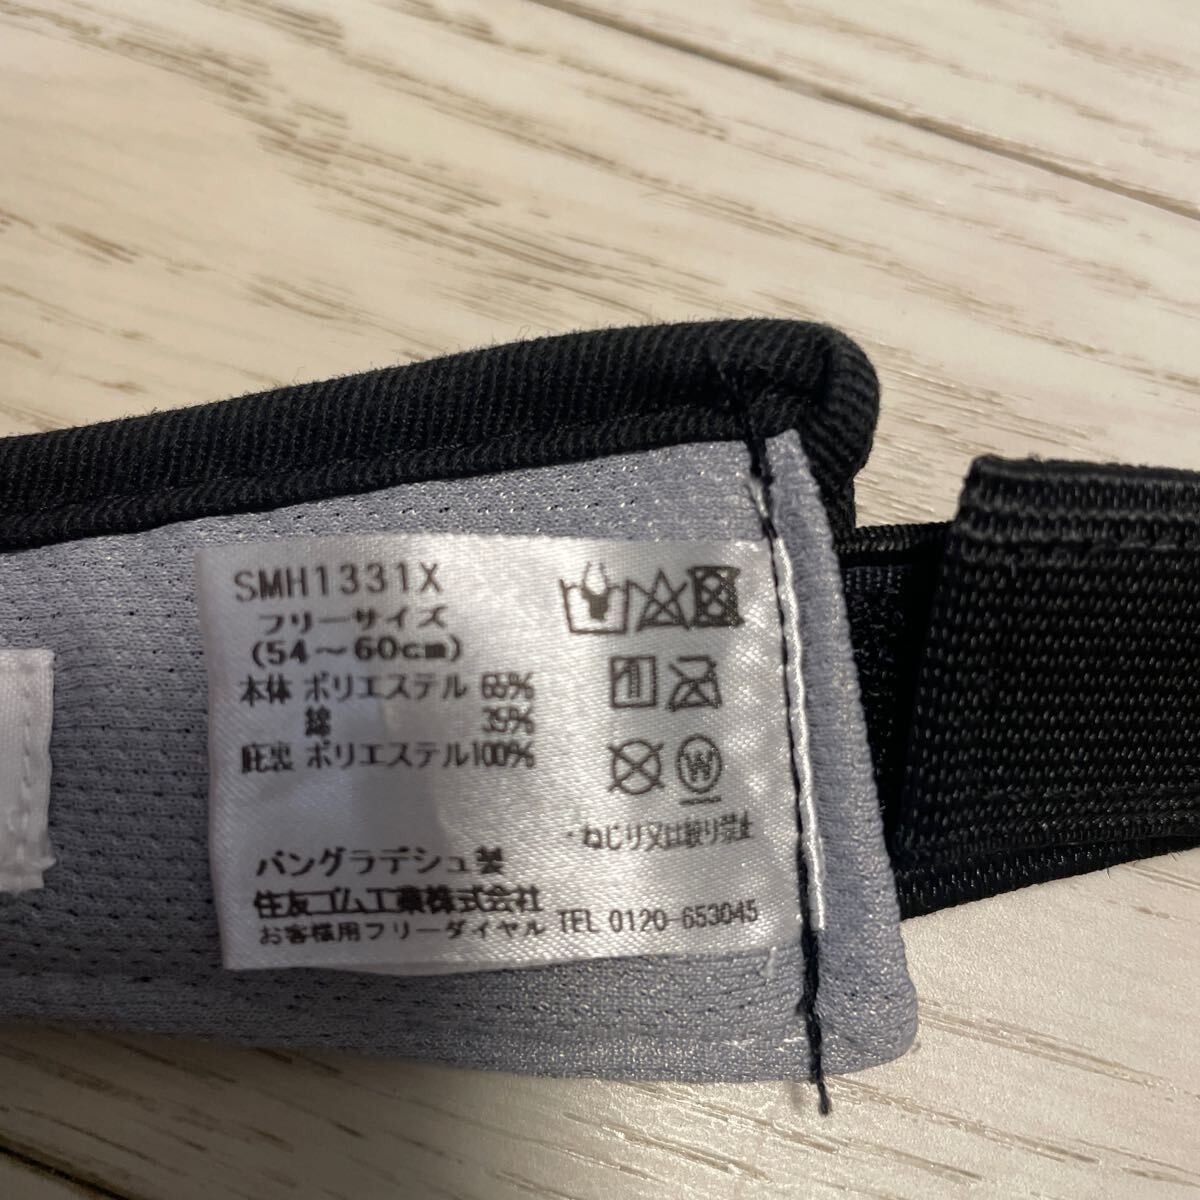 SMH1331X
フリーサイズ
(54～60cm)
本体 ポリエステル 65%
綿 35%
庇裏 ポリエステル100%
W
・ねじり又は絞り禁止
バングラデシュ製
住友ゴム工業株式会社
お客様用フリーダイヤル TEL 0120-653045